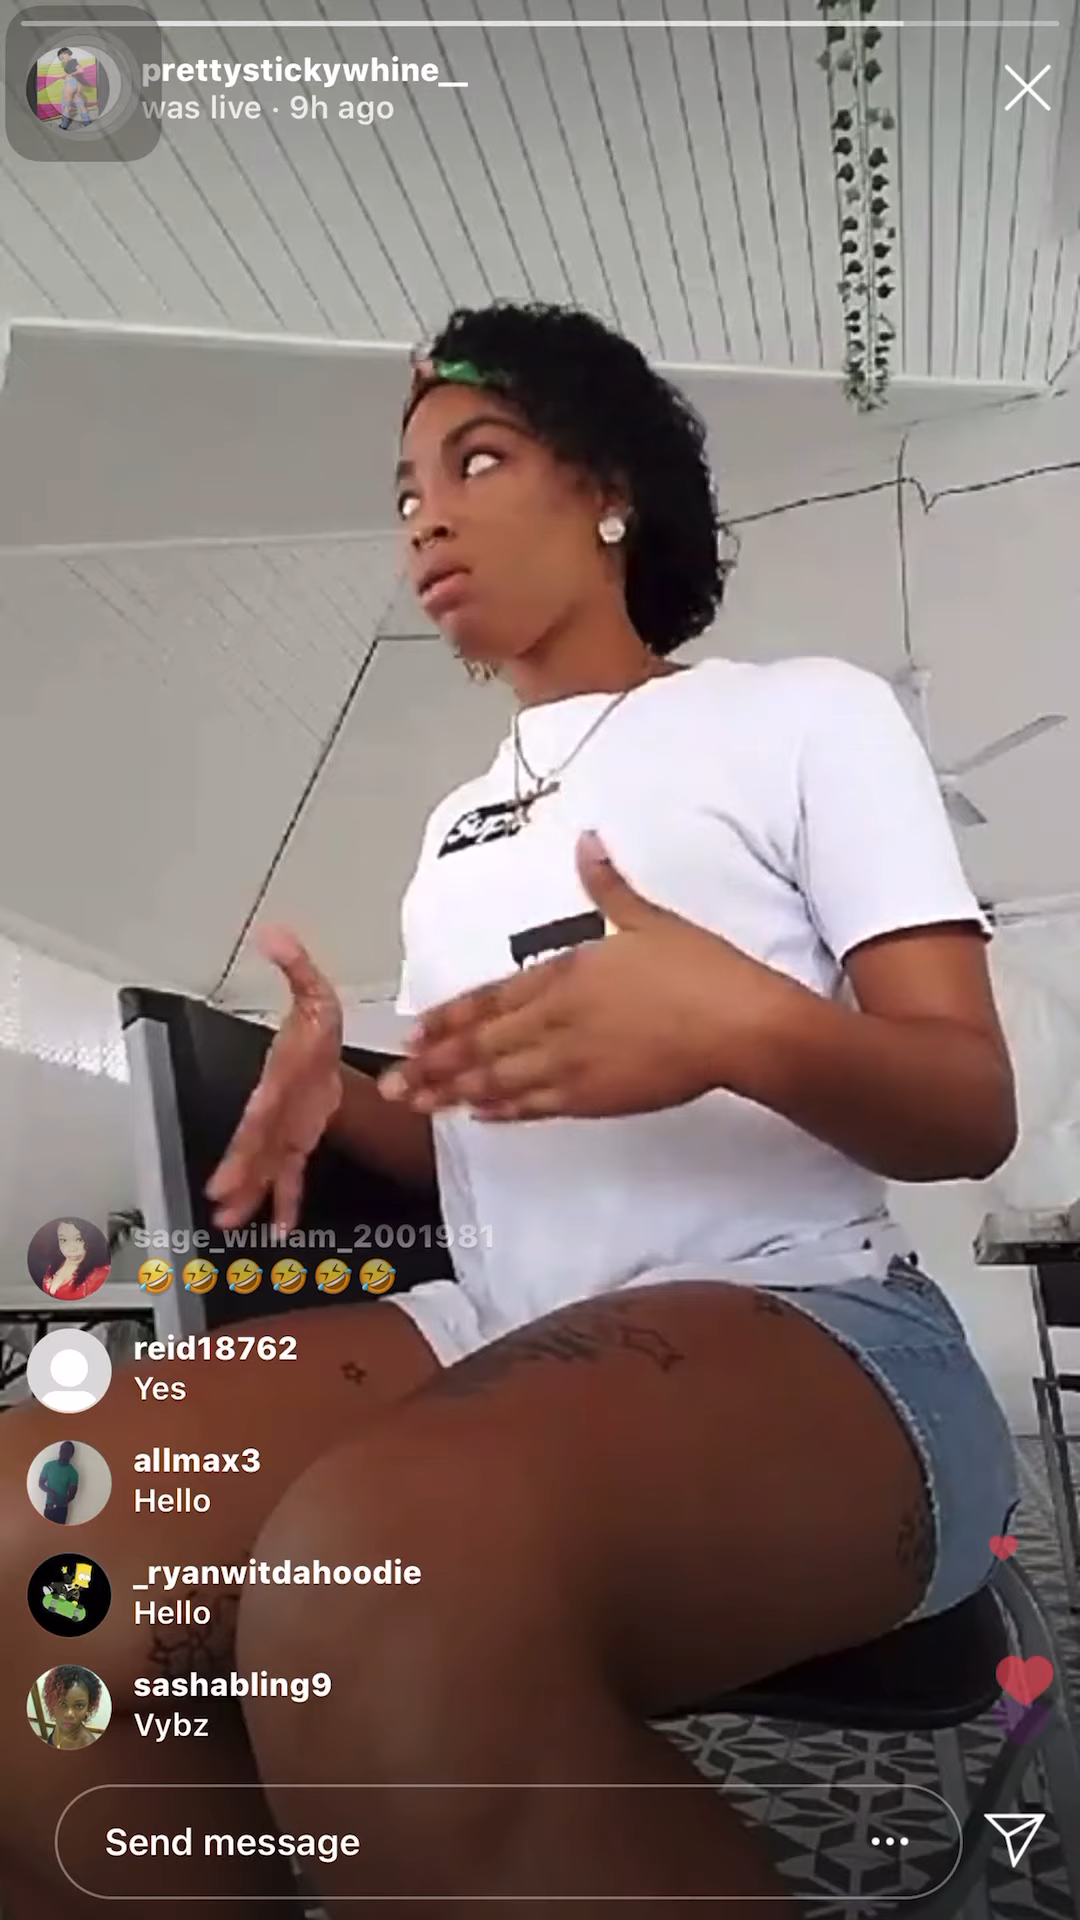 prettystickywhine__
was live · 9h ago
sage_william_2001981
🤣🤣🤣🤣🤣🤣
reid18762
Yes
allmax3
Hello
_ryanwitdahoodie
Hello
sashabling9
Vybz
Send message